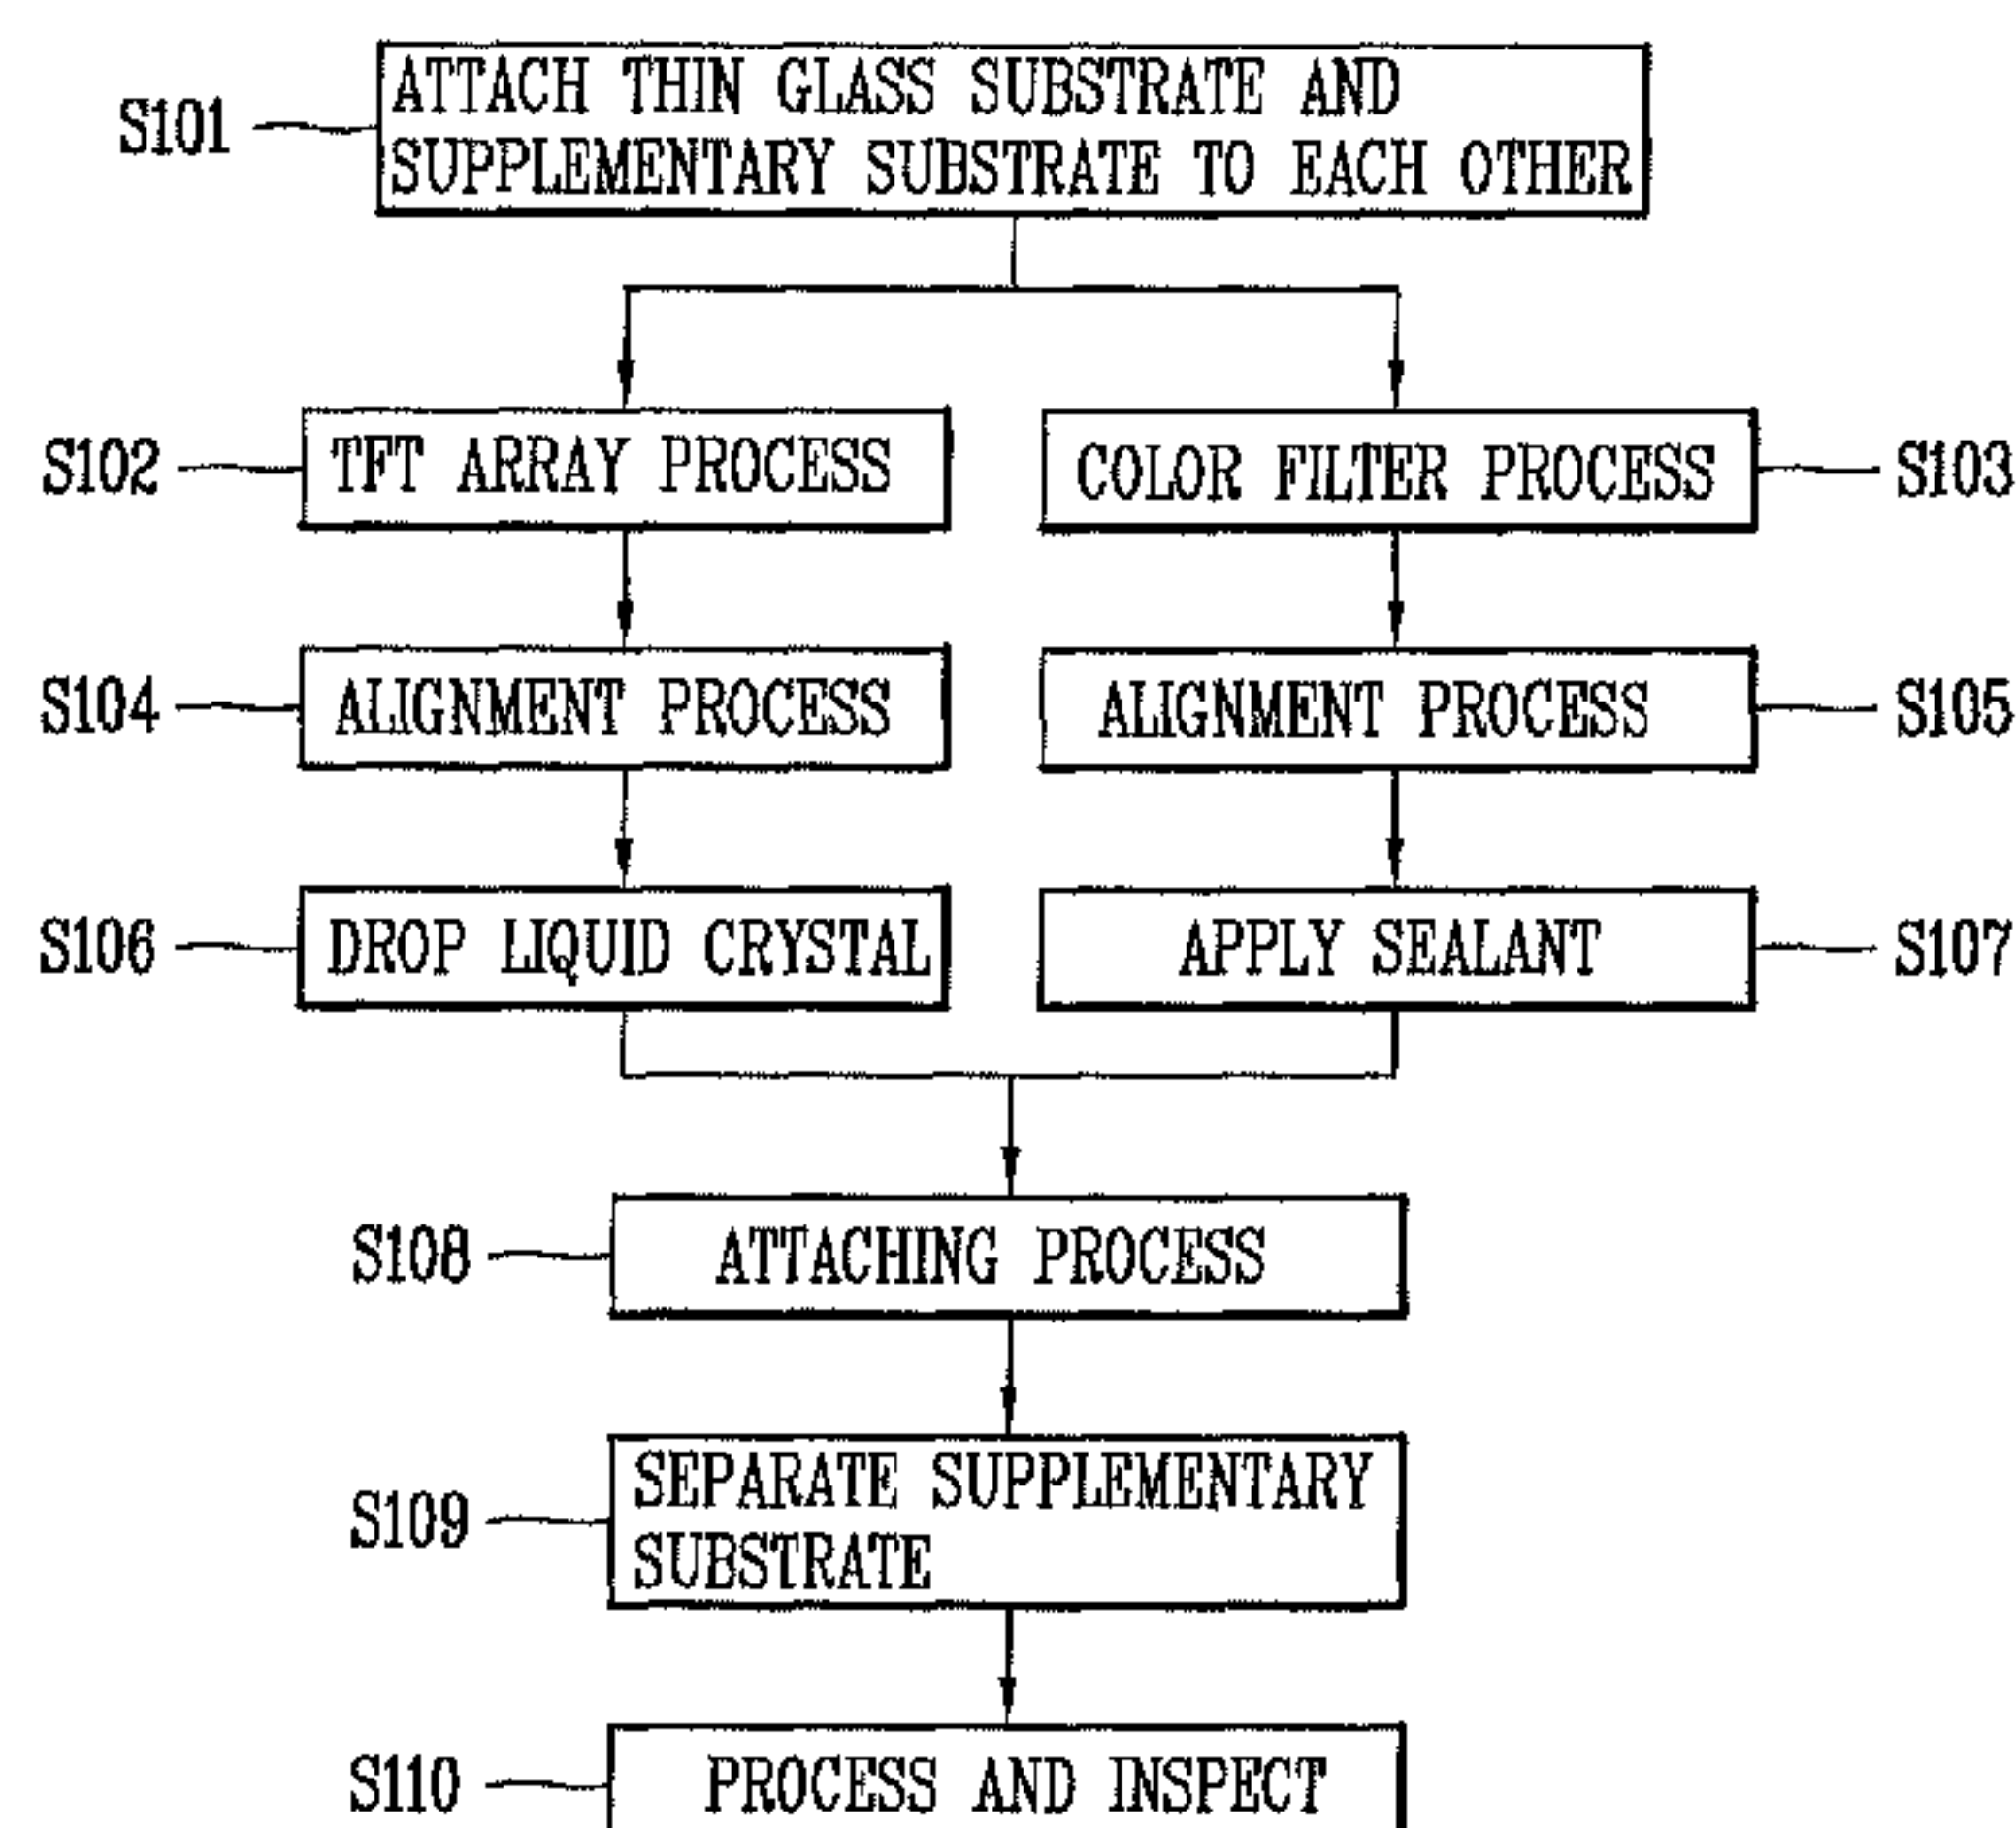 S101
ATTACH THIN GLASS SUBSTRATE AND
SUPPLEMENTARY SUBSTRATE TO EACH OTHER
S102
TFT ARRAY PROCESS
COLOR FILTER PROCESS
S103
S104
ALIGNMENT PROCESS
ALIGNMENT PROCESS
S105
S106
DROP LIQUID CRYSTAL
APPLY SEALANT
S107
S108
ATTACHING PROCESS
S109
SEPARATE SUPPLEMENTARY
SUBSTRATE
S110
PROCESS AND INSPECT